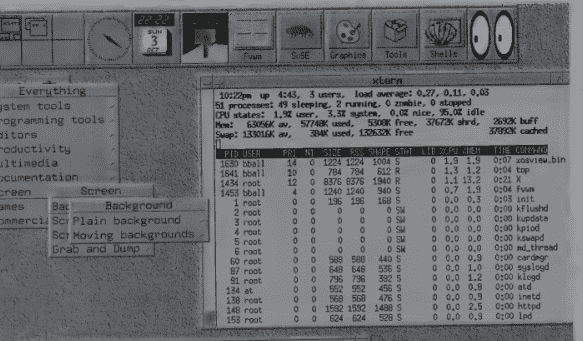 22 22
SUN
3
Fvwm
SuSE
Graphics
Tools
Shells
xterm
10:22pm up 4:43, 3 users, load average: 0.27, 0.11, 0.03
51 processes: 49 sleeping, 2 running, 0 zombie, 0 stopped
CPU states: 1.9% user, 3.3% system, 0.0% nice, 95.0% idle
Mem: 63056K av, 57748K used, 5308K free, 37672K shrd, 2692K buff
Swap: 133016K av, 384K used, 132632K free 37892K cached
PID USER PRI NI SIZE RSS SHARE STAT LIB %CPU %MEM TIME COMMAND
1630 bball 14 0 1224 1224 1004 S 0 1.9 1.9 0:07 xosview.bin
1641 bball 10 0 784 784 612 R 0 1.3 1.2 0:04 top
1434 root 12 0 8376 8376 1940 R 0 1.1 13.2 0:21 X
1453 bball 4 0 1240 1240 940 S 0 0.7 1.9 0:04 fvwm
1 root 0 0 196 196 168 S 0 0.0 0.3 0:03 init
2 root 0 0 0 0 0 SW 0 0.0 0.0 0:00 kflushd
3 root 0 0 0 0 0 SW 0 0.0 0.0 0:00 kupdate
4 root 0 0 0 0 0 SW 0 0.0 0.0 0:00 kpiod
5 root 0 0 0 0 0 SW 0 0.0 0.0 0:00 kswapd
6 root 0 0 0 0 0 SW 0 0.0 0.0 0:00 md_thread
60 root 0 0 588 588 440 S 0 0.0 0.9 0:00 cardmgr
87 root 0 0 648 648 536 S 0 0.0 1.0 0:00 syslogd
91 root 0 0 796 796 392 S 0 0.0 1.2 0:00 klogd
134 at 0 0 552 552 456 S 0 0.0 0.8 0:00 atd
138 root 0 0 568 568 476 S 0 0.0 0.9 0:00 inetd
148 root 0 0 1592 1592 1488 S 0 0.0 2.5 0:00 httpd
153 root 0 0 624 624 528 S 0 0.0 0.9 0:00 lpd
Everything
ystem tools
rogramming tools
ditors
roductivity
ultimedia
ocumentation
creen
ames
ommercia
Screen
Bac
Scr
Scr
Grab and Dump
Background
Plain background
Moving backgrounds